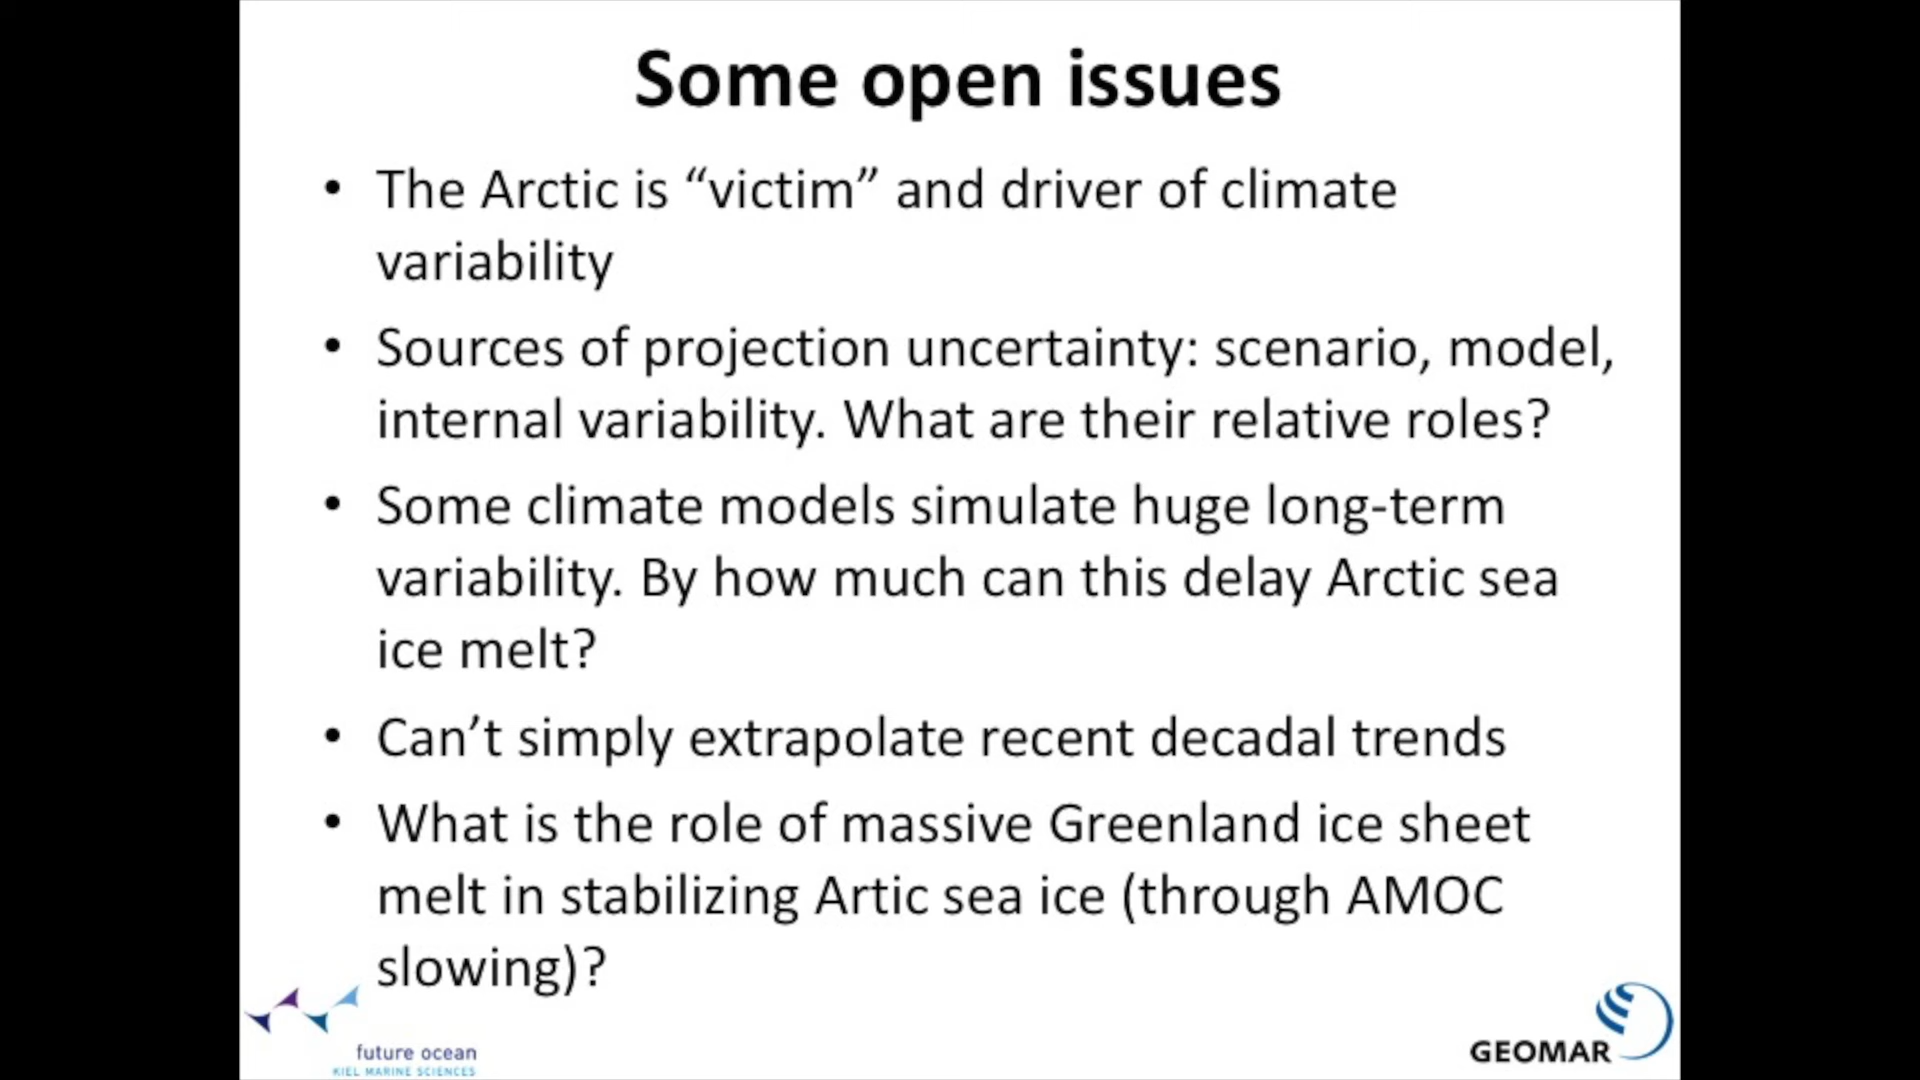 Some open issues
• The Arctic is “victim” and driver of climate
variability
• Sources of projection uncertainty: scenario, model,
internal variability. What are their relative roles?
• Some climate models simulate huge long-term
variability. By how much can this delay Arctic sea
ice melt?
• Can’t simply extrapolate recent decadal trends
• What is the role of massive Greenland ice sheet
melt in stabilizing Artic sea ice (through AMOC
slowing)?
future ocean
KIEL MARINE SCIENCES
GEOMAR